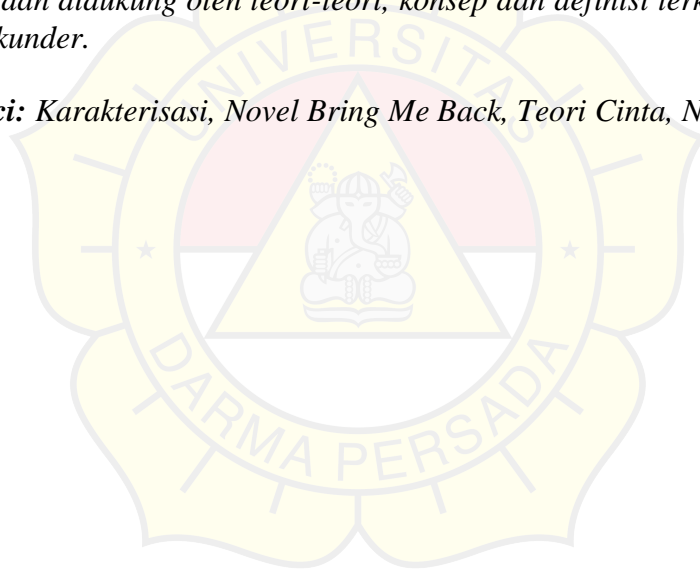 dan didukung oleh teori-teori, konsep dan definisi
kunder.
ci: Karakterisasi, Novel Bring Me Back, Teori Cinta, N
UNIVERSITAS
DARMA PERSADA